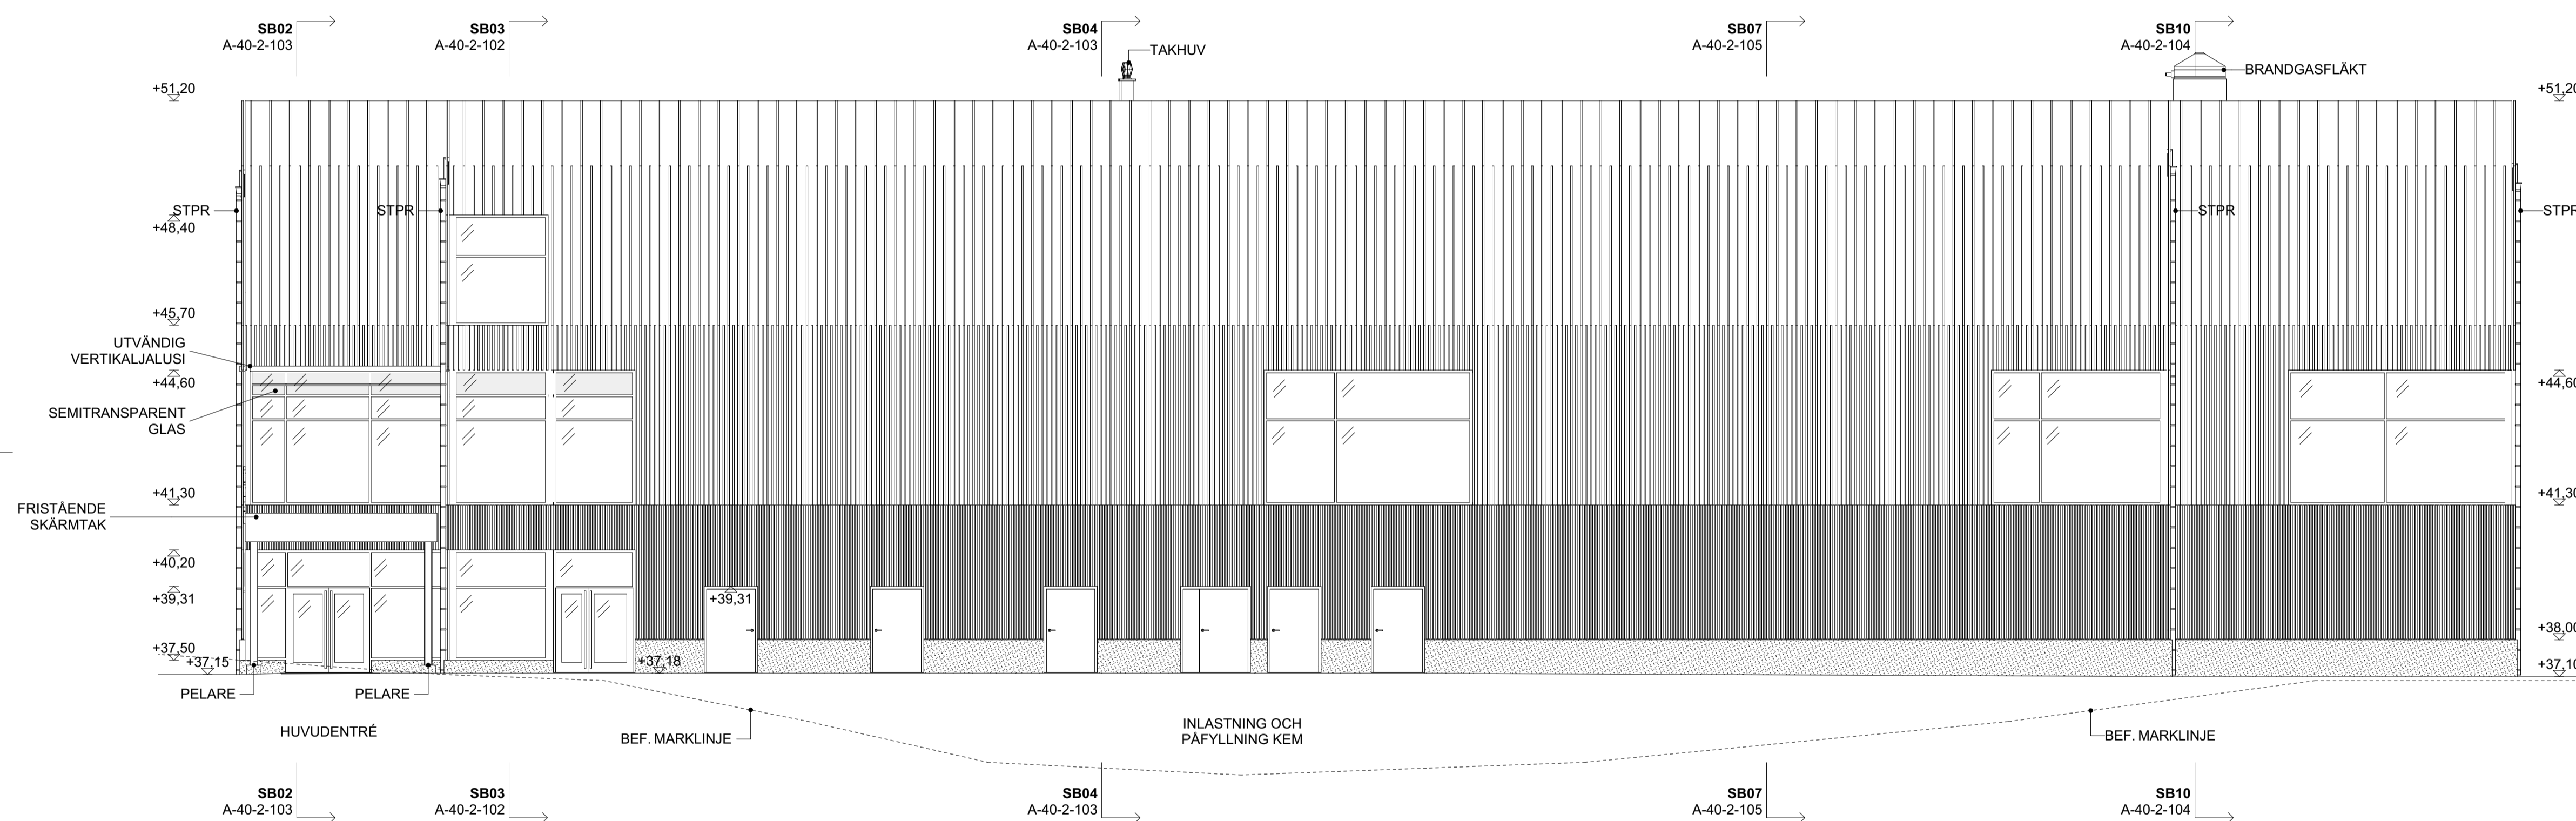 SB02
A-40-2-103
SB03
A-40-2-102
SB04
A-40-2-103
SB07
A-40-2-105
SB10
A-40-2-104
TAKHUV
BRANDGASFLÄKT
+51,20
+51,20
STPR
STPR
STPR
STPR
+48,40
+45,70
UTVÄNDIG
VERTIKALJALUSI
+44,60
+44,60
SEMITRANSPARENT
GLAS
+41,30
+41,30
FRISTÅENDE
SKÄRMTAK
+40,20
+39,31
+39,31
+38,00
+37,50
+37,15
+37,18
+37,10
PELARE
PELARE
HUVUDENTRÉ
BEF. MARKLINJE
INLASTNING OCH
PÅFYLLNING KEM
BEF. MARKLINJE
SB02
A-40-2-103
SB03
A-40-2-102
SB04
A-40-2-103
SB07
A-40-2-105
SB10
A-40-2-104